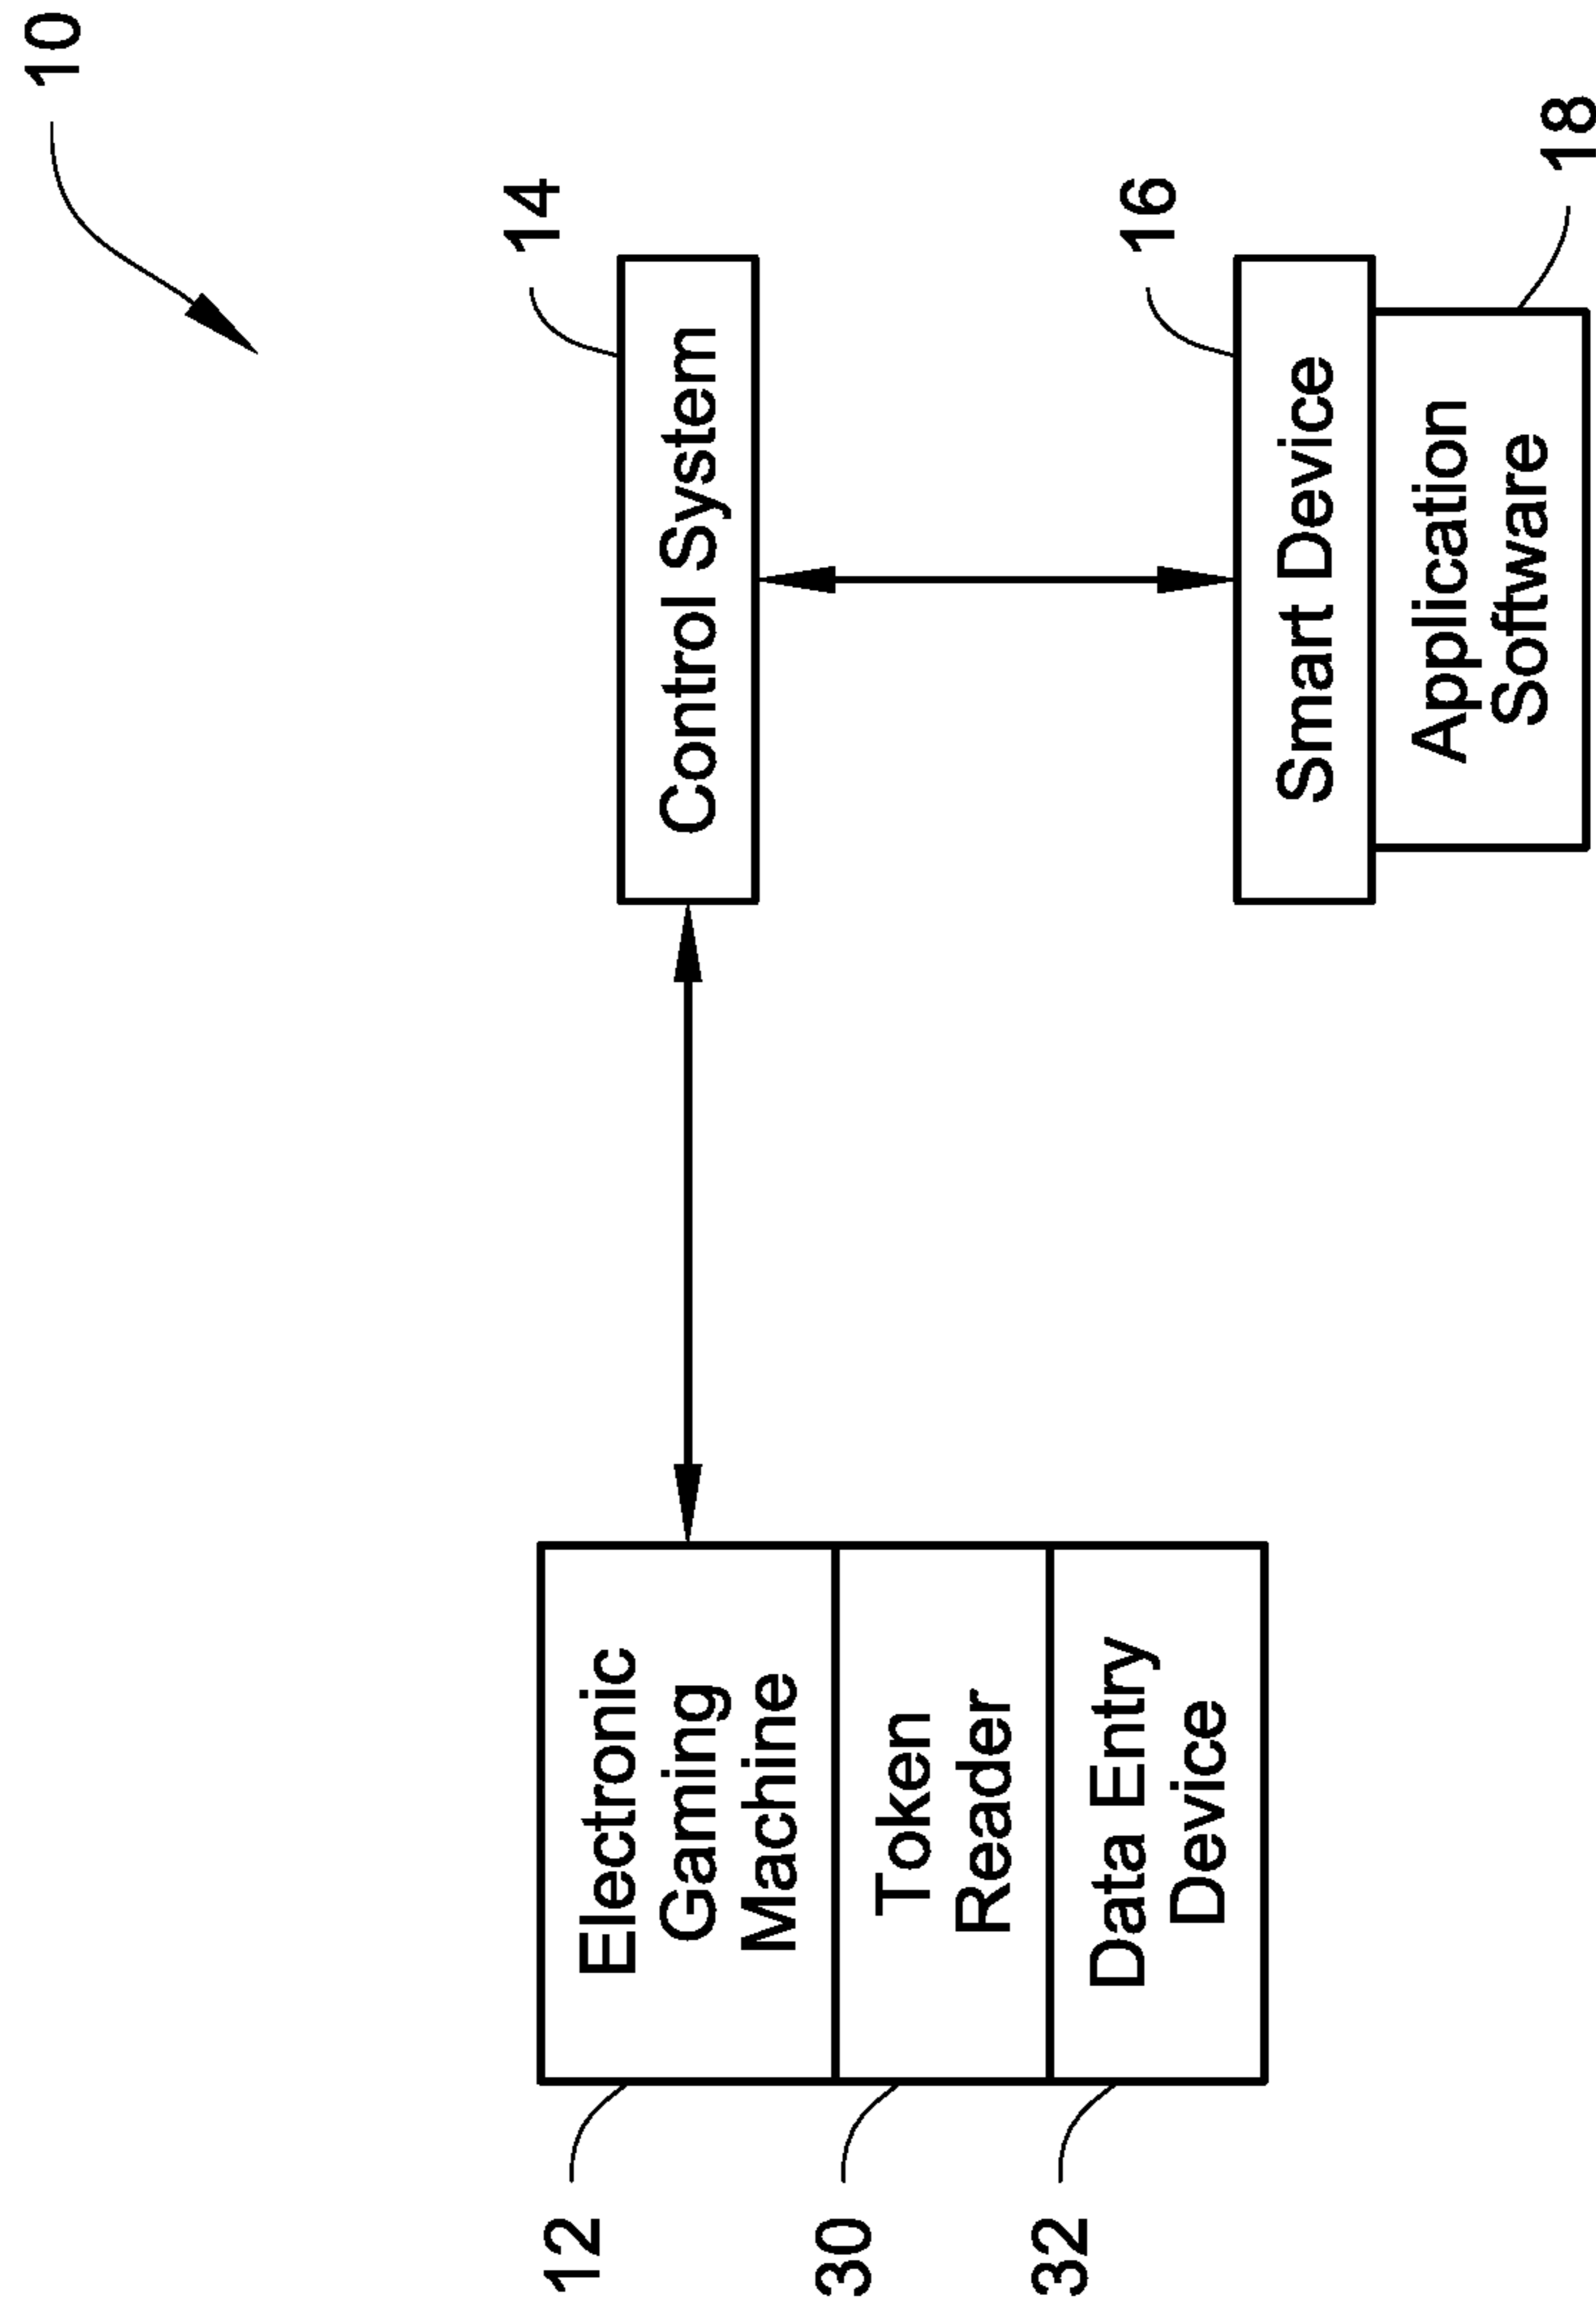 10
14
Control System
12
Electronic
Gaming
Machine
30
Token
Reader
32
Data Entry
Device
16
Smart Device
Application
Software
18